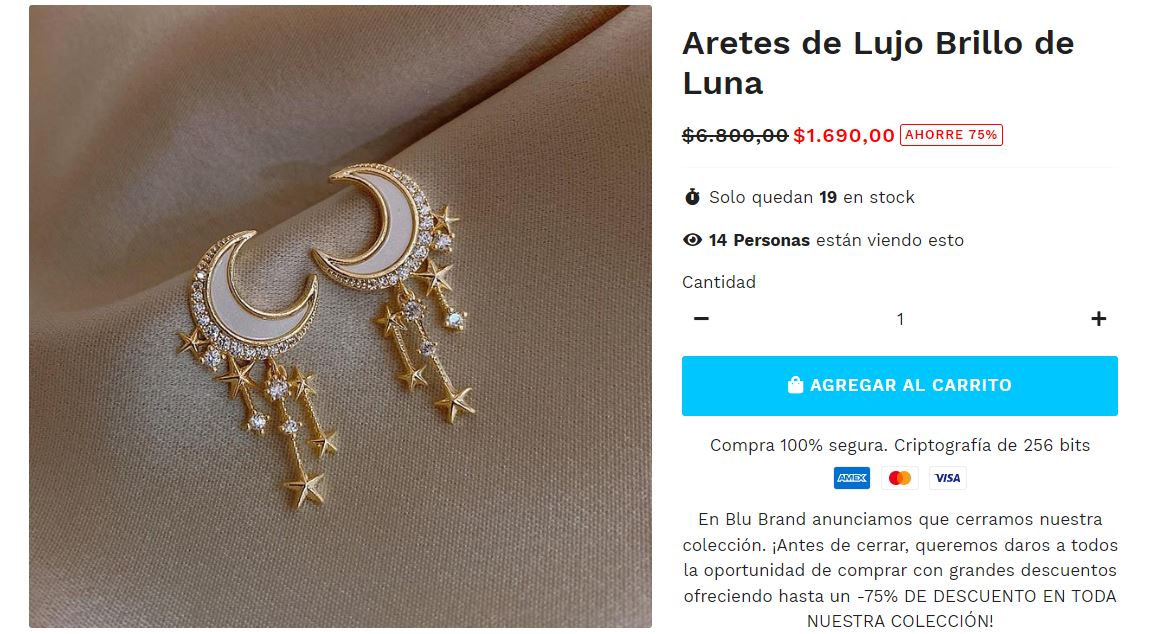 Aretes de Lujo Brillo de
Luna
$6.800,00 $1.690,00 AHORRE 75%
Solo quedan 19 en stock
14 Personas están viendo esto
Cantidad
1
AGREGAR AL CARRITO
Compra 100% segura. Criptografía de 256 bits
AMEX VISA
En Blu Brand anunciamos que cerramos nuestra
colección. ¡Antes de cerrar, queremos daros a todos
la oportunidad de comprar con grandes descuentos
ofreciendo hasta un -75% DE DESCUENTO EN TODA
NUESTRA COLECCIÓN!